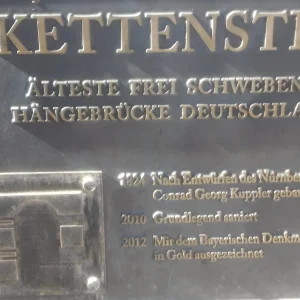 KETTENSTE
ÄLTESTE FREI SCHWEBEN
HÄNGEBRÜCKE DEUTSCHLA
1824 Nach Entwürfen des Nürnbe
Conrad Georg Kuppler geba
2010 Grundlegend saniert
2012 Mit dem Bayerischen Denkm
in Gold ausgezeichnet